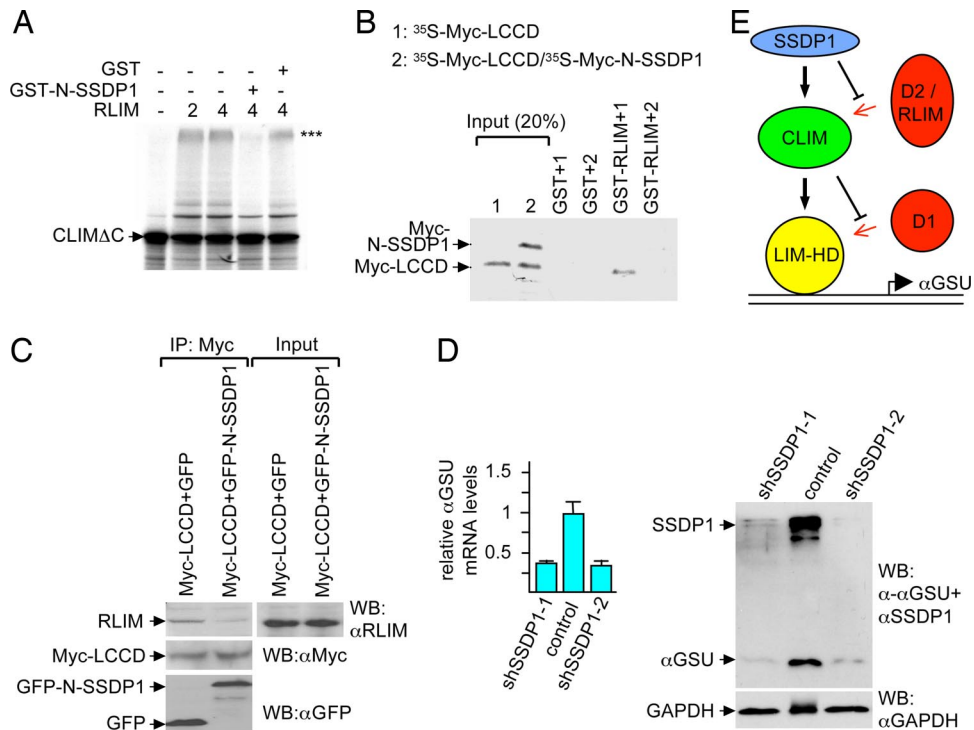 A
GST - - - - +
GST-N-SSDP1 - - - + -
RLIM - 2 4 4 4
***
CLIMΔC
B
1: ³⁵S-Myc-LCCD
2: ³⁵S-Myc-LCCD/³⁵S-Myc-N-SSDP1
Input (20%)
1 2 GST+1 GST+2 GST-RLIM+1 GST-RLIM+2
Myc-
N-SSDP1
Myc-LCCD
E
SSDP1
D2 /
RLIM
CLIM
D1
LIM-HD
αGSU
C
IP: Myc Input
Myc-LCCD+GFP
Myc-LCCD+GFP-N-SSDP1
Myc-LCCD+GFP
Myc-LCCD+GFP-N-SSDP1
RLIM
WB:
αRLIM
Myc-LCCD
WB:αMyc
GFP-N-SSDP1
WB:αGFP
GFP
D
relative αGSU
mRNA levels
1
.5
shSSDP1-1
control
shSSDP1-2
shSSDP1-1
control
shSSDP1-2
SSDP1
WB:
α-αGSU+
αSSDP1
αGSU
GAPDH
WB:
αGAPDH